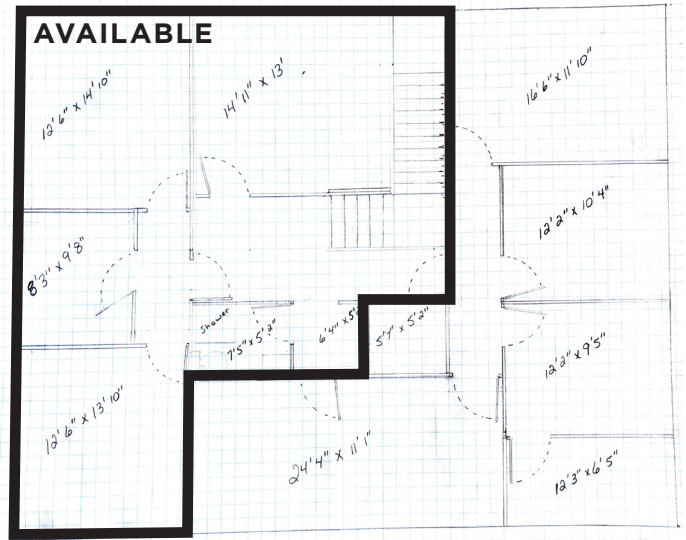 AVAILABLE
12'6" x 14'10"
14'11" x 13'
16'6" x 11'10"
12'2" x 10'4"
8'3" x 9'8"
shower
7'5" x 5'2"
6'4" x 5'2
5'7" x 5'2"
12'2" x 9'5"
12'6" x 13'10"
24'4" x 11'1"
12'3" x 6'5"